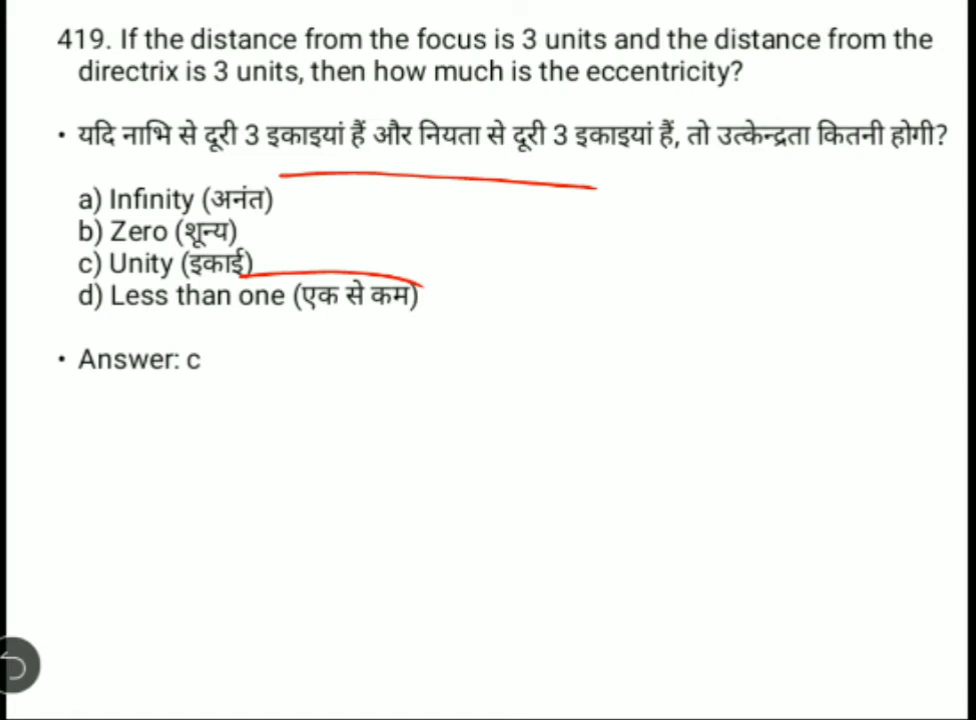 419. If the distance from the focus is 3 units and the distance from the
directrix is 3 units, then how much is the eccentricity?
• यदि नाभि से दूरी 3 इकाइयां हैं और नियता से दूरी 3 इकाइयां हैं, तो उत्केन्द्रता कितनी होगी?
a) Infinity (अनंत)
b) Zero (शून्य)
c) Unity (इकाई)
d) Less than one (एक से कम)
• Answer: c